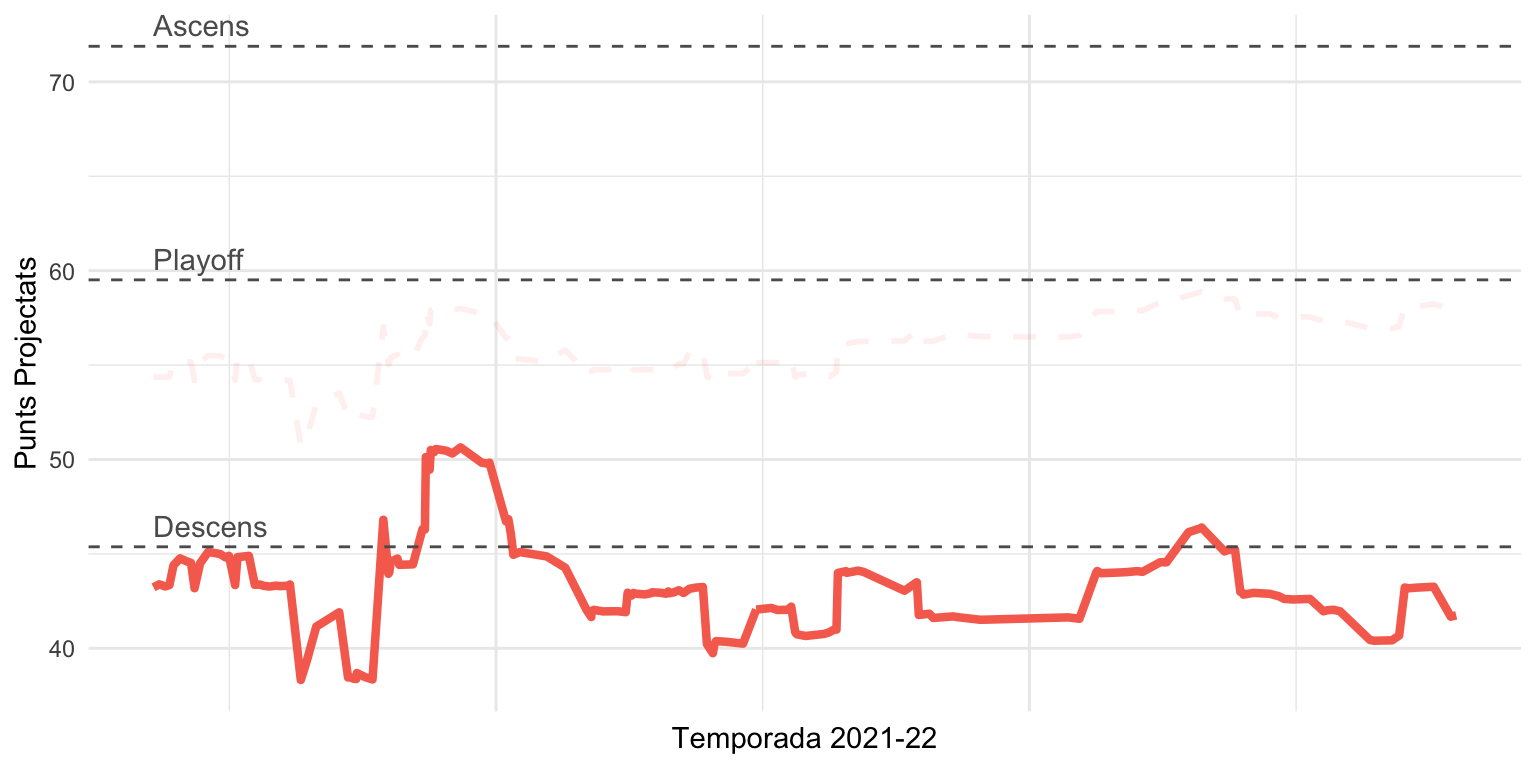 Ascens
70
Playoff
60
Punts Projectats
50
Descens
40
Temporada 2021-22